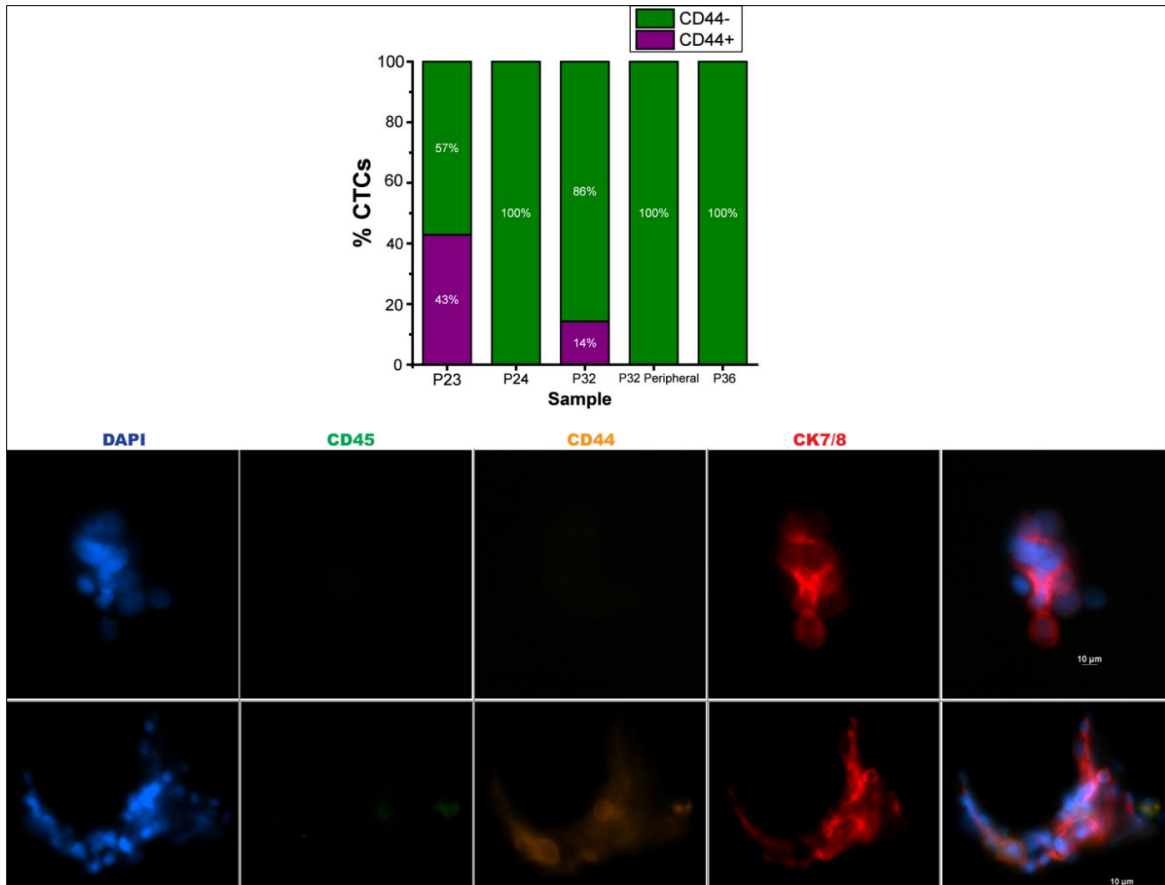 CD44-
CD44+
% CTCs
100
80
60
40
20
0
57%
43%
100%
86%
14%
100%
100%
P23 P24 P32 P32 Peripheral P36
Sample
DAPI CD45 CD44 CK7/8
10 µm
10 µm